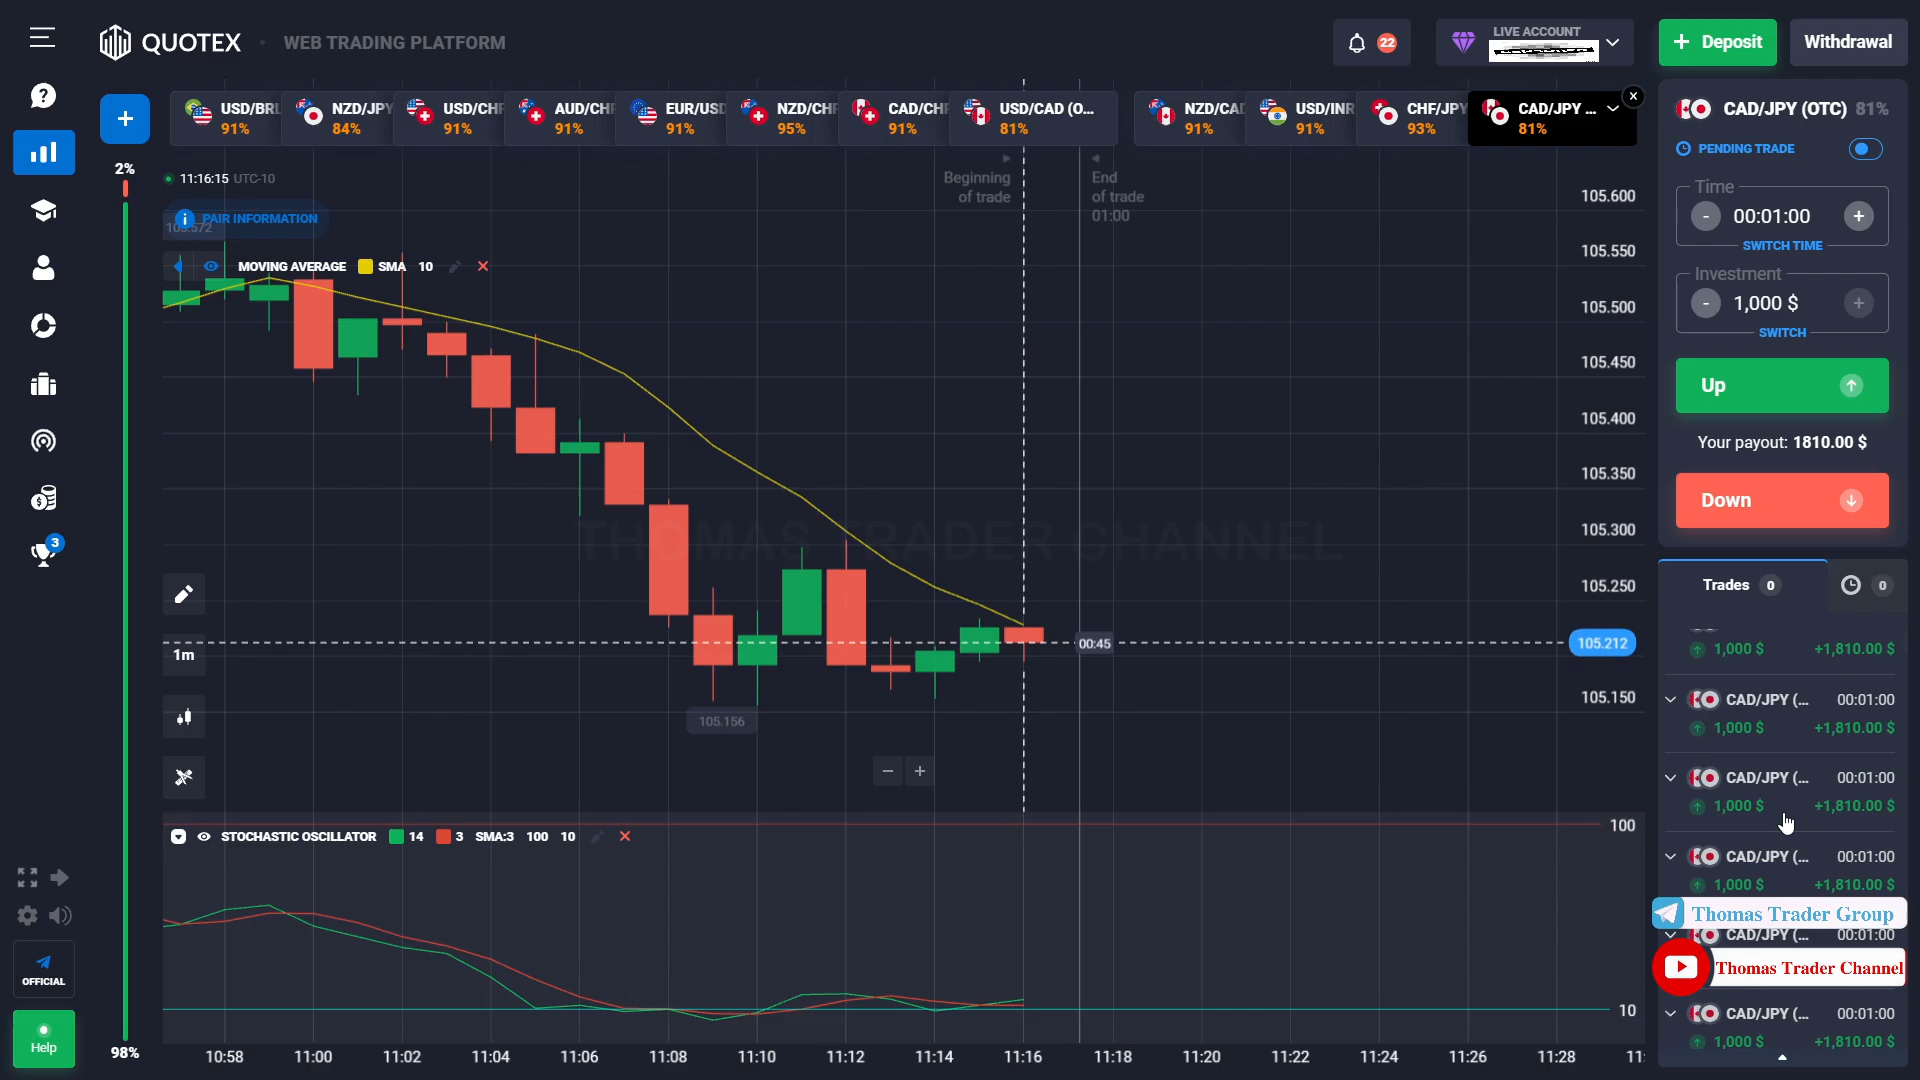 QUOTEX
WEB TRADING PLATFORM
22
LIVE ACCOUNT
+ Deposit
Withdrawal
USD/BRL
91%
NZD/JPY
84%
USD/CHF
91%
AUD/CHF
91%
EUR/USD
91%
NZD/CHF
95%
CAD/CHF
91%
USD/CAD (O...
81%
NZD/CAD
91%
USD/INR
91%
CHF/JPY
93%
CAD/JPY ...
81%
2%
98%
11:16:15 UTC-10
PAIR INFORMATION
105.572
MOVING AVERAGE SMA 10
Beginning
of trade
End
of trade
01:00
105.600
105.550
105.500
105.450
105.400
105.350
105.300
105.250
105.212
105.150
THOMAS TRADER CHANNEL
00:45
105.156
1m
STOCHASTIC OSCILLATOR 14 3 SMA:3 100 10
100
10
10:58
11:00
11:02
11:04
11:06
11:08
11:10
11:12
11:14
11:16
11:18
11:20
11:22
11:24
11:26
11:28
11:
3
OFFICIAL
Help
CAD/JPY (OTC) 81%
PENDING TRADE
Time
- 00:01:00 +
SWITCH TIME
Investment
- 1,000 $ +
SWITCH
Up
Your payout: 1810.00 $
Down
Trades 0
0
1,000 $ +1,810.00 $
CAD/JPY (... 00:01:00
1,000 $ +1,810.00 $
CAD/JPY (... 00:01:00
1,000 $ +1,810.00 $
CAD/JPY (... 00:01:00
1,000 $ +1,810.00 $
Thomas Trader Group
CAD/JPY (... 00:01:00
Thomas Trader Channel
CAD/JPY (... 00:01:00
1,000 $ +1,810.00 $